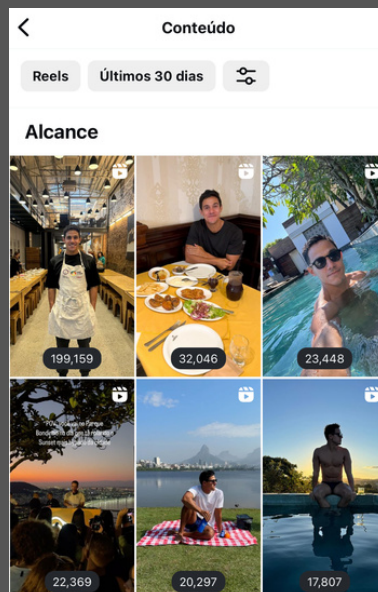 Conteúdo
Reels
Últimos 30 dias
Alcance
199,159
32,046
23,448
22,369
20,297
17,807